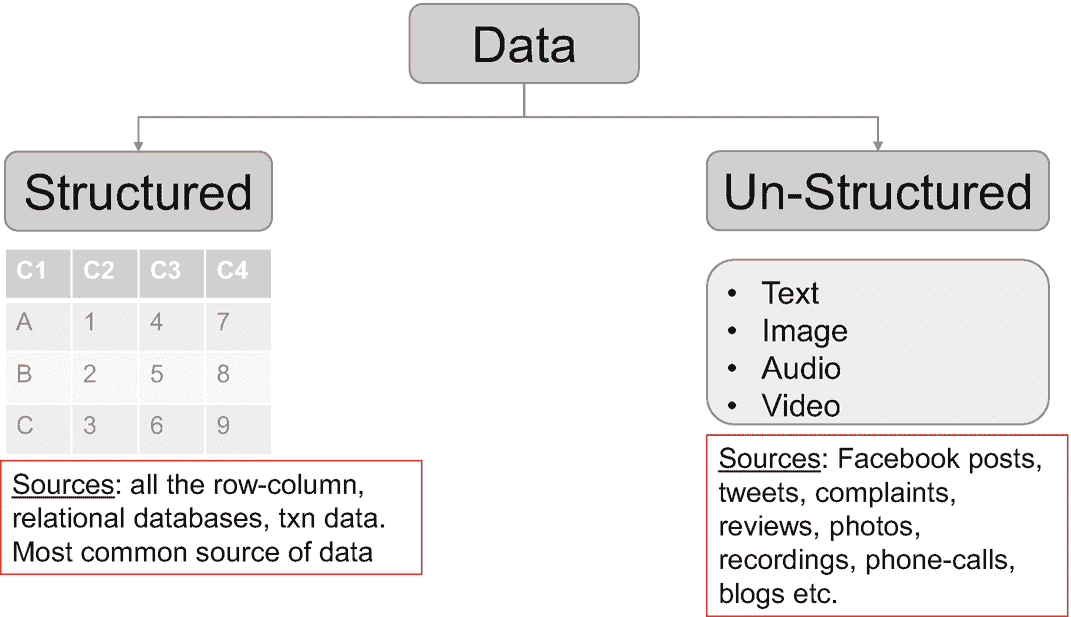 Data
Structured
Un-Structured
C1 C2 C3 C4
A 1 4 7
B 2 5 8
C 3 6 9
Sources: all the row-column,
relational databases, txn data.
Most common source of data
• Text
• Image
• Audio
• Video
Sources: Facebook posts,
tweets, complaints,
reviews, photos,
recordings, phone-calls,
blogs etc.